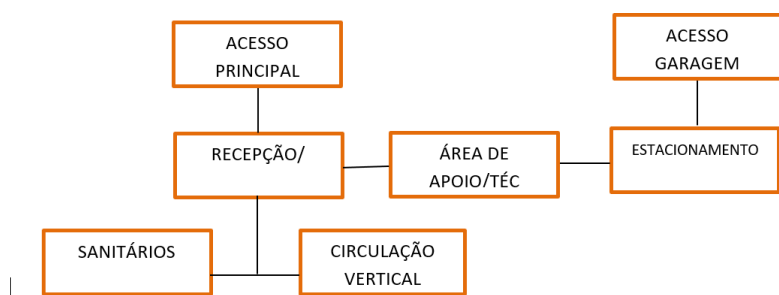 ACESSO
PRINCIPAL
ACESSO
GARAGEM
RECEPÇÃO/
ÁREA DE
APOIO/TÉC
ESTACIONAMENTO
SANITÁRIOS
CIRCULAÇÃO
VERTICAL